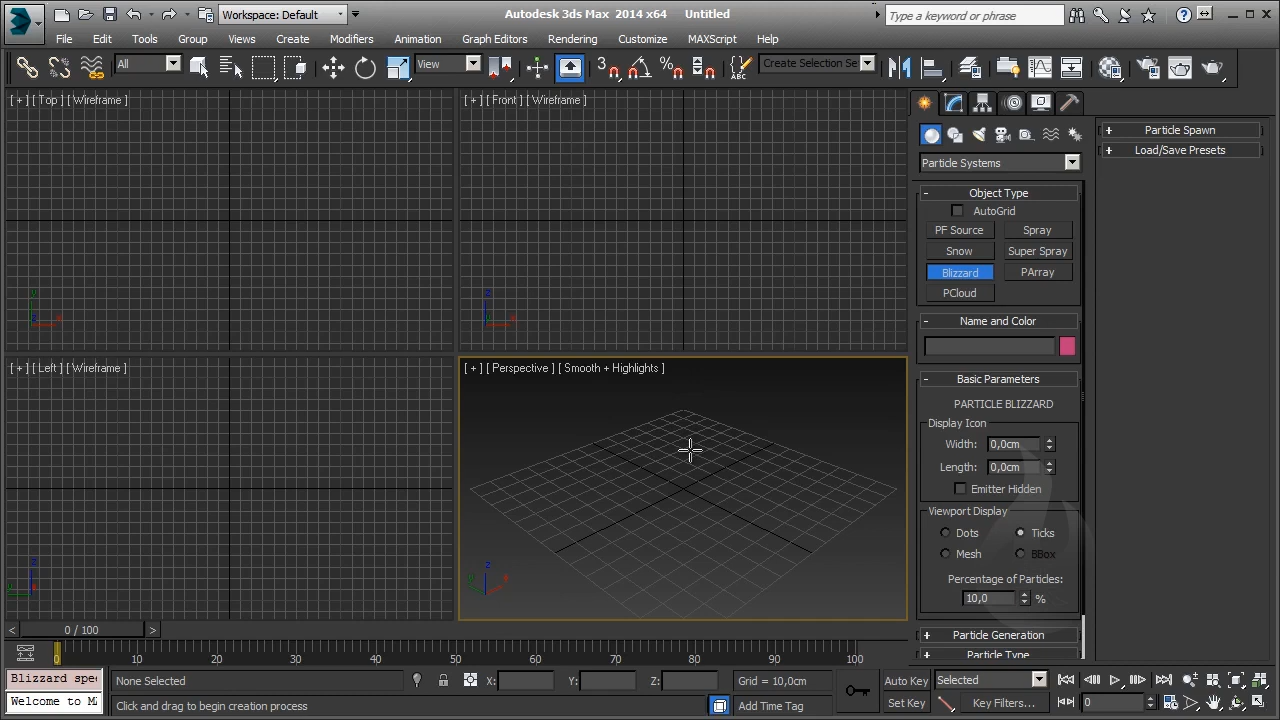 Workspace: Default
Autodesk 3ds Max 2014 x64 Untitled
Type a keyword or phrase
File Edit Tools Group Views Create Modifiers Animation Graph Editors Rendering Customize MAXScript Help
All
View
3
%
ABC
Create Selection Se
[ + ] [ Top ] [ Wireframe ]
[ + ] [ Front ] [ Wireframe ]
Particle Spawn
Load/Save Presets
Particle Systems
Object Type
AutoGrid
PF Source Spray
Snow Super Spray
Blizzard PArray
PCloud
Name and Color
[ + ] [ Left ] [ Wireframe ]
[ + ] [ Perspective ] [ Smooth + Highlights ]
Basic Parameters
PARTICLE BLIZZARD
Display Icon
Width: 0,0cm
Length: 0,0cm
Emitter Hidden
Viewport Display
Dots Ticks
Mesh BBox
Percentage of Particles:
10,0 %
Particle Generation
Particle Type
0 / 100
0 10 20 30 40 50 60 70 80 90 100
Blizzard spe
None Selected
X: Y: Z:
Grid = 10,0cm
Auto Key
Selected
Welcome to M
Click and drag to begin creation process
Add Time Tag
Set Key
Key Filters...
0